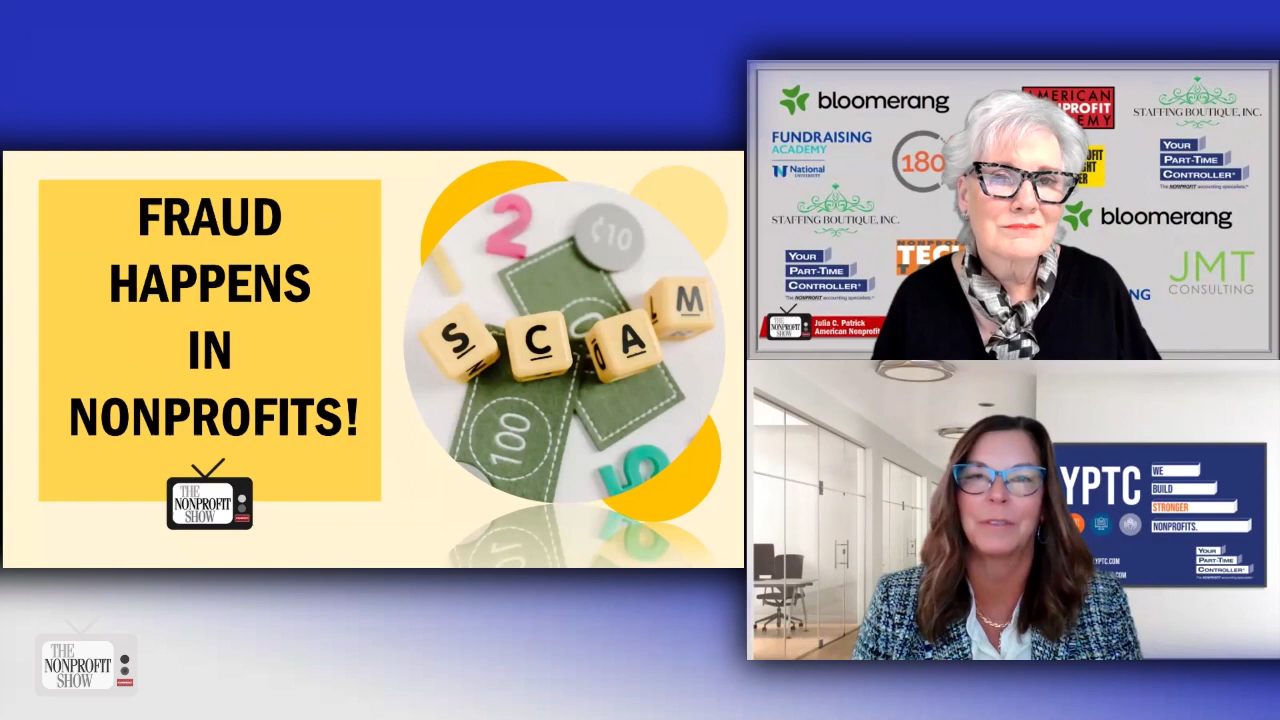 FRAUD
HAPPENS
IN
NONPROFITS!
THE
NONPROFIT
SHOW
2
¢10
S
C
A
M
100
5
THE
NONPROFIT
SHOW
bloomerang
AMERICAN
NONPROFIT
ACADEMY
STAFFING BOUTIQUE, INC.
FUNDRAISING
ACADEMY
National
UNIVERSITY
180
YOUR
PART-TIME
CONTROLLER
The NONPROFIT accounting specialists.
STAFFING BOUTIQUE, INC.
bloomerang
YOUR
PART-TIME
CONTROLLER
The NONPROFIT accounting specialists.
JMT
CONSULTING
THE
NONPROFIT
SHOW
Julia C. Patrick
American Nonprofit
YPTC
WE
BUILD
STRONGER
NONPROFITS.
YOUR
PART-TIME
CONTROLLER